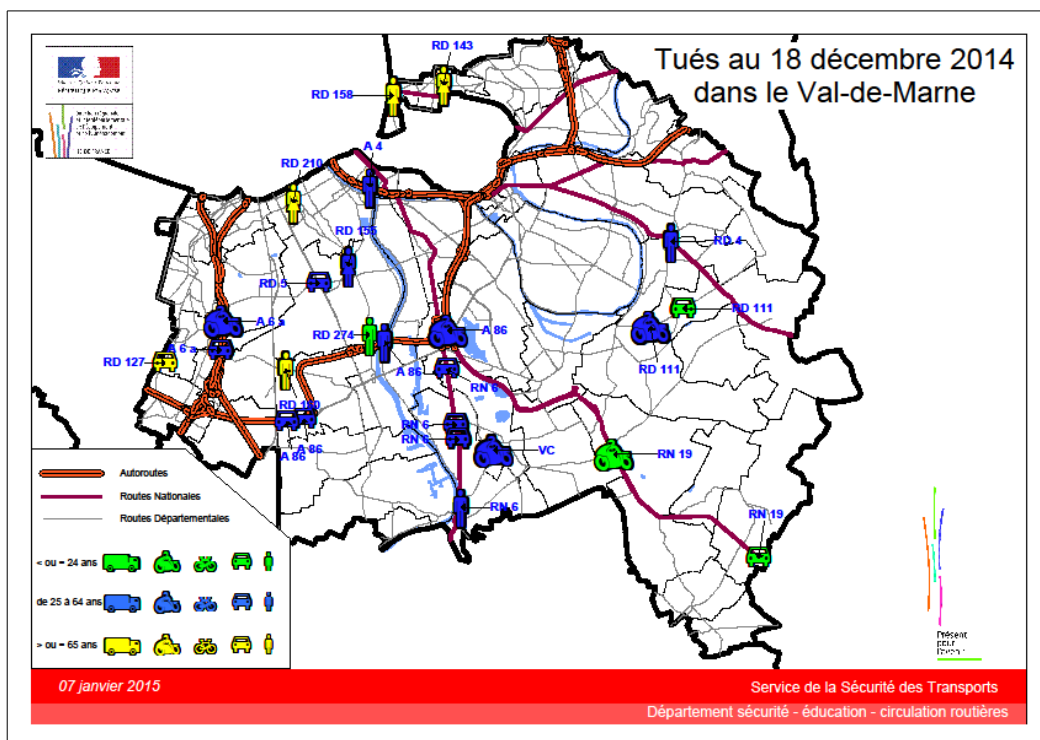 Tués au 18 décembre 2014
dans le Val-de-Marne
RD 143
RD 158
A 4
RD 210
RD 155
RD 4
RD 5
RD 111
A 6 a
RD 274
A 86
A 6 a
RD 127
A 86
RD 111
RN 6
RN 6
RN 6
A 86
A 86
VC
RN 19
RN 6
RN 19
Autoroutes
Routes Nationales
Routes Départementales
< ou = 24 ans
de 25 à 64 ans
> ou = 65 ans
Présent
pour
l'avenir
07 janvier 2015
Service de la Sécurité des Transports
Département sécurité - éducation - circulation routières